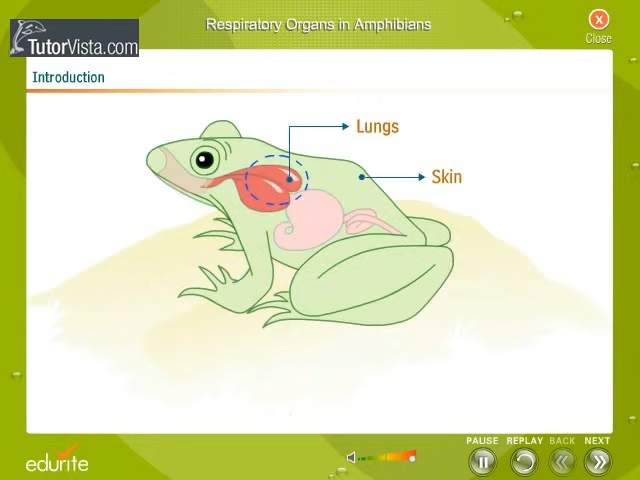 Respiratory Organs in Amphibians
X
Close
TutorVista.com
Introduction
Lungs
Skin
PAUSE REPLAY BACK NEXT
edurite